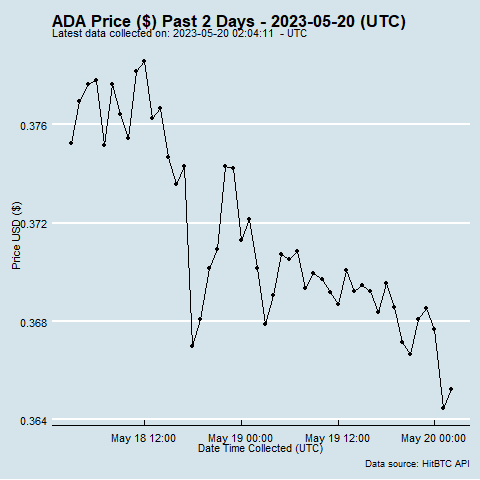 ADA Price ($) Past 2 Days - 2023-05-20 (UTC)
Latest data collected on: 2023-05-20 02:04:11 - UTC
0.376
0.372
0.368
0.364
Price USD ($)
May 18 12:00
May 19 00:00
May 19 12:00
May 20 00:00
Date Time Collected (UTC)
Data source: HitBTC API